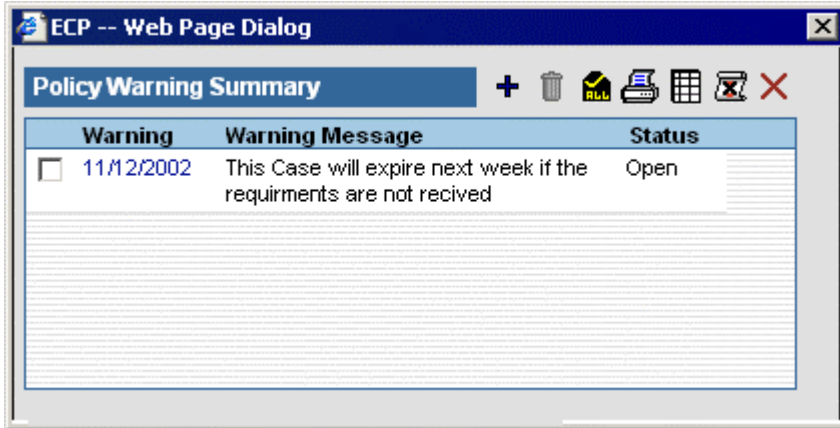 ECP -- Web Page Dialog
Policy Warning Summary
ALL
Warning Warning Message Status
11/12/2002 This Case will expire next week if the Open
requirments are not recived